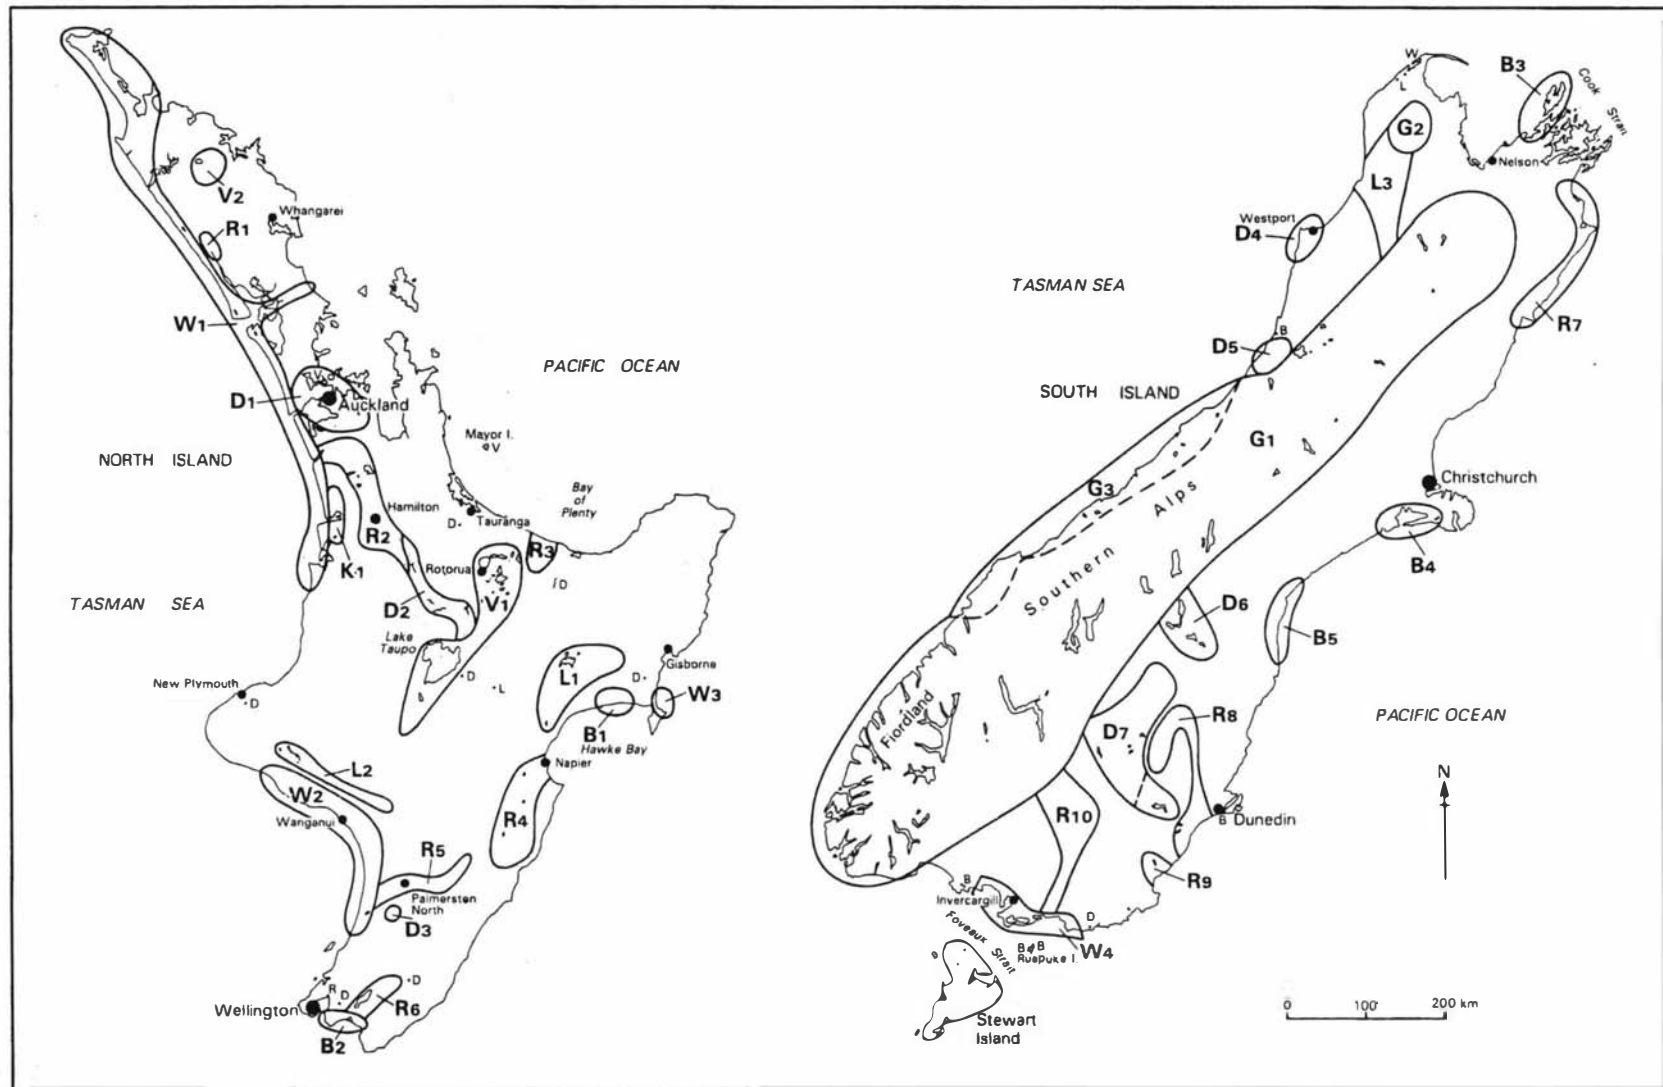 V2
Whangarei
R1
W1
PACIFIC OCEAN
D1
Auckland
Mayor I.
V
NORTH ISLAND
Bay
of
Plenty
Hamilton
D
Tauranga
R2
R3
K1
Rotorua
V1
D
TASMAN SEA
D2
Lake
Taupo
Gisborne
D
L
L1
D
W3
New Plymouth
D
B1
Hawke Bay
Napier
L2
W2
Wanganui
R4
R5
Palmerston
North
D3
D
R
D
Wellington
R6
B2
W
L
B3
Cook Strait
G2
Nelson
L3
Westport
D4
TASMAN SEA
R7
B
D5
SOUTH ISLAND
G1
G3
Southern Alps
Christchurch
B4
D6
B5
Fiordland
D7
R8
PACIFIC OCEAN
N
R10
B
Dunedin
R9
B
Invercargill
D
Foveaux Strait
B
B
Ruapuke I.
W4
Stewart
Island
0 100 200 km